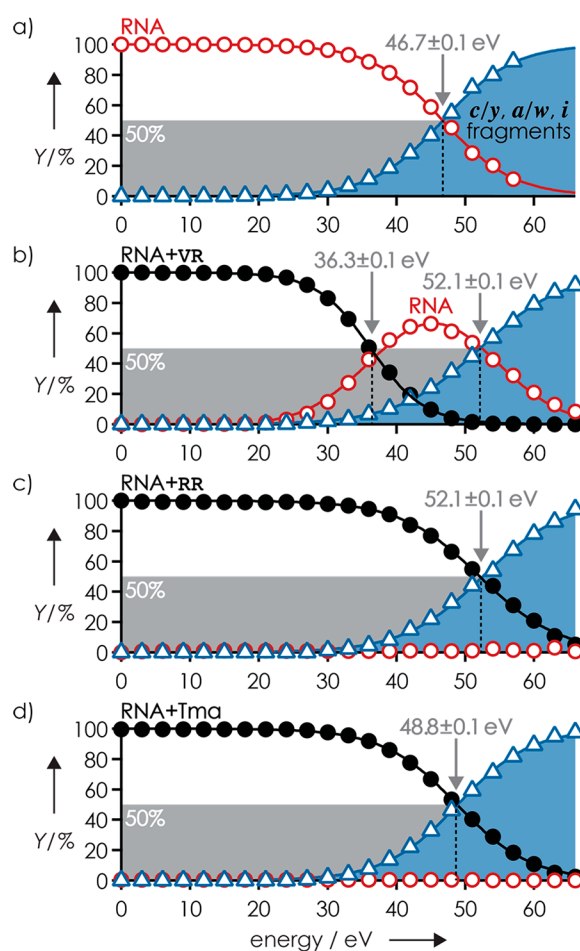 a)
RNA
46.7±0.1 eV
100
80
60
40
20
0
Y/%
50%
c/y, a/w, i
fragments
0 10 20 30 40 50 60
b)
RNA+VR
36.3±0.1 eV
52.1±0.1 eV
RNA
100
80
60
40
20
0
Y/%
50%
0 10 20 30 40 50 60
c)
RNA+RR
52.1±0.1 eV
100
80
60
40
20
0
Y/%
50%
0 10 20 30 40 50 60
d)
RNA+Tma
48.8±0.1 eV
100
80
60
40
20
0
Y/%
50%
0 10 20 30 40 50 60
energy / eV